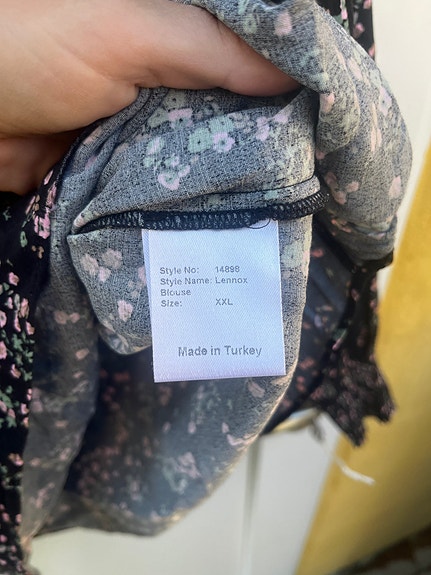 Style No: 14898
Style Name: Lennox
Blouse
Size: XXL
Made in Turkey